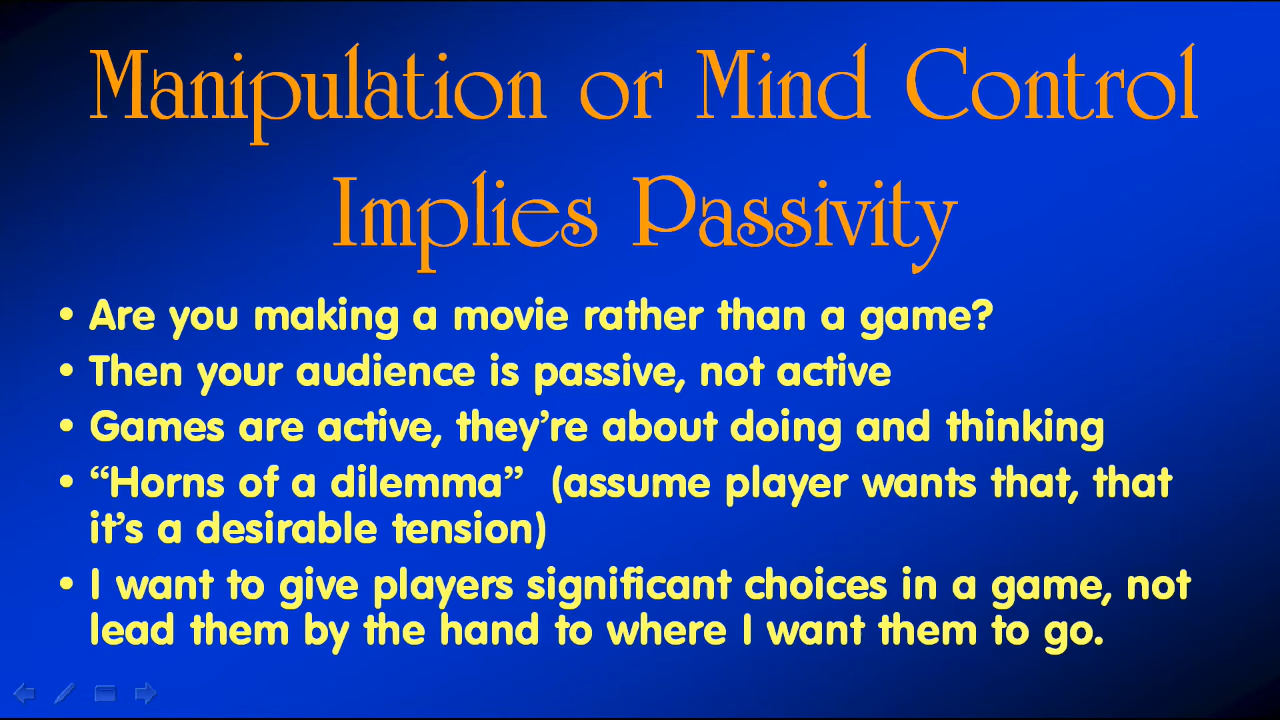 Manipulation or Mind Control
Implies Passivity
• Are you making a movie rather than a game?
• Then your audience is passive, not active
• Games are active, they’re about doing and thinking
• “Horns of a dilemma”  (assume player wants that, that
it’s a desirable tension)
• I want to give players significant choices in a game, not
lead them by the hand to where I want them to go.